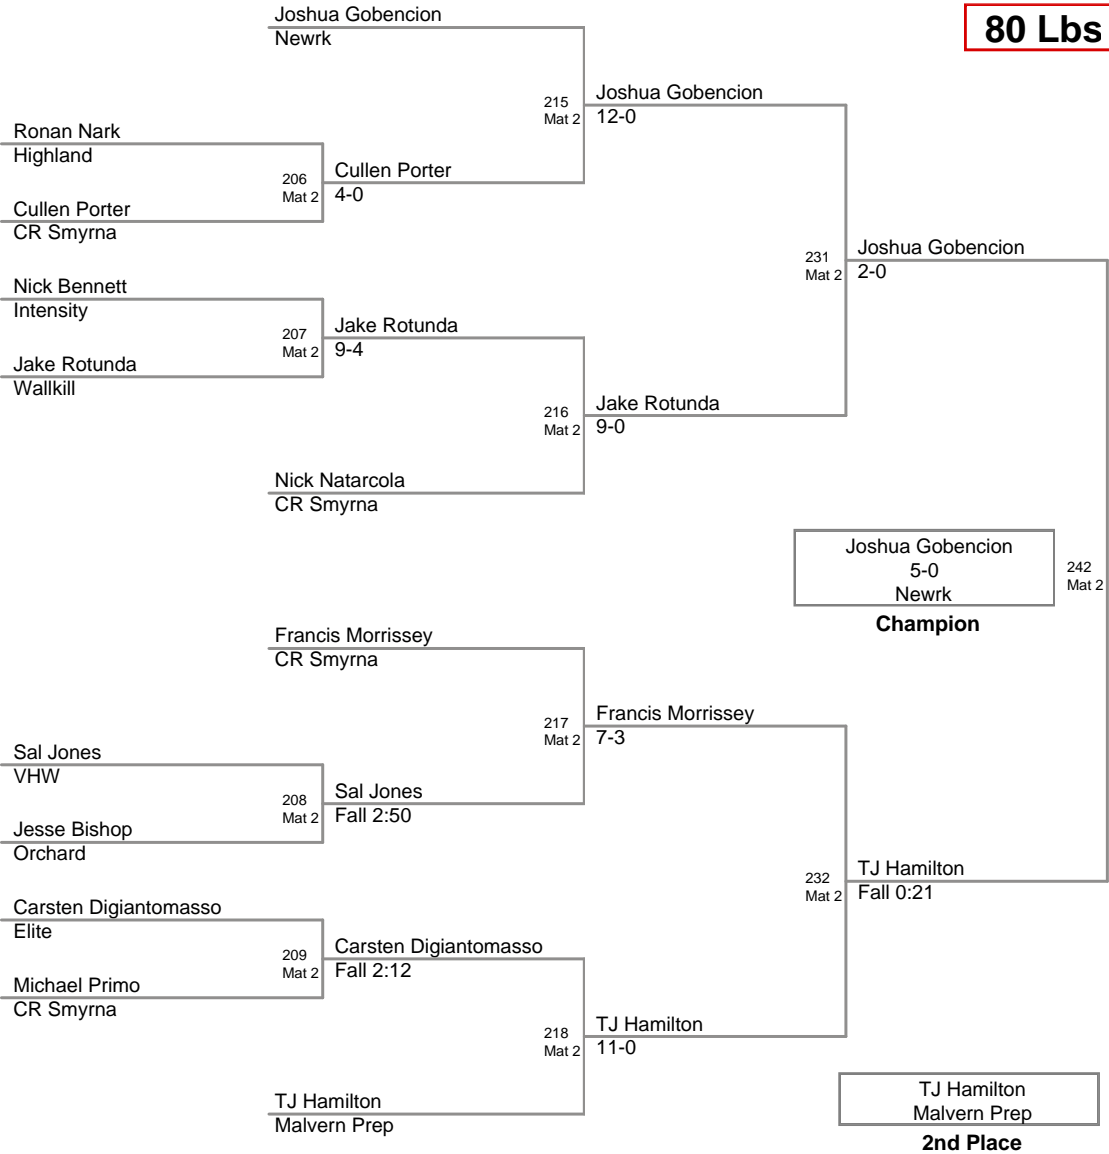 Joshua Gobencion
Newrk
80 Lbs
215
Mat 2
Joshua Gobencion
12-0
Ronan Nark
Highland
206
Mat 2
Cullen Porter
4-0
Cullen Porter
CR Smyrna
231
Mat 2
Joshua Gobencion
2-0
Nick Bennett
Intensity
207
Mat 2
Jake Rotunda
9-4
Jake Rotunda
Wallkill
216
Mat 2
Jake Rotunda
9-0
Nick Natarcola
CR Smyrna
Joshua Gobencion
5-0
Newrk
Champion
242
Mat 2
Francis Morrissey
CR Smyrna
217
Mat 2
Francis Morrissey
7-3
Sal Jones
VHW
208
Mat 2
Sal Jones
Fall 2:50
Jesse Bishop
Orchard
232
Mat 2
TJ Hamilton
Fall 0:21
Carsten Digiantomasso
Elite
209
Mat 2
Carsten Digiantomasso
Fall 2:12
Michael Primo
CR Smyrna
218
Mat 2
TJ Hamilton
11-0
TJ Hamilton
Malvern Prep
TJ Hamilton
Malvern Prep
2nd Place